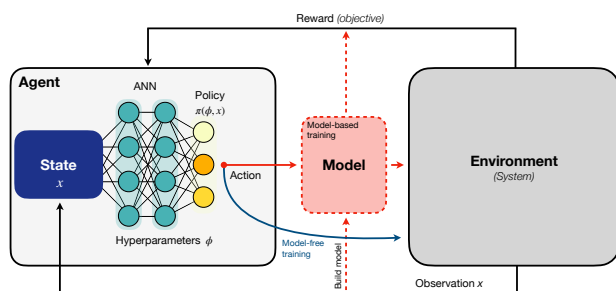 Reward (objective)
Agent
ANN
Policy
π(ϕ, x)
State
x
Hyperparameters ϕ
Action
Model-based
training
Model
Model-free
training
Build model
Environment
(System)
Observation x